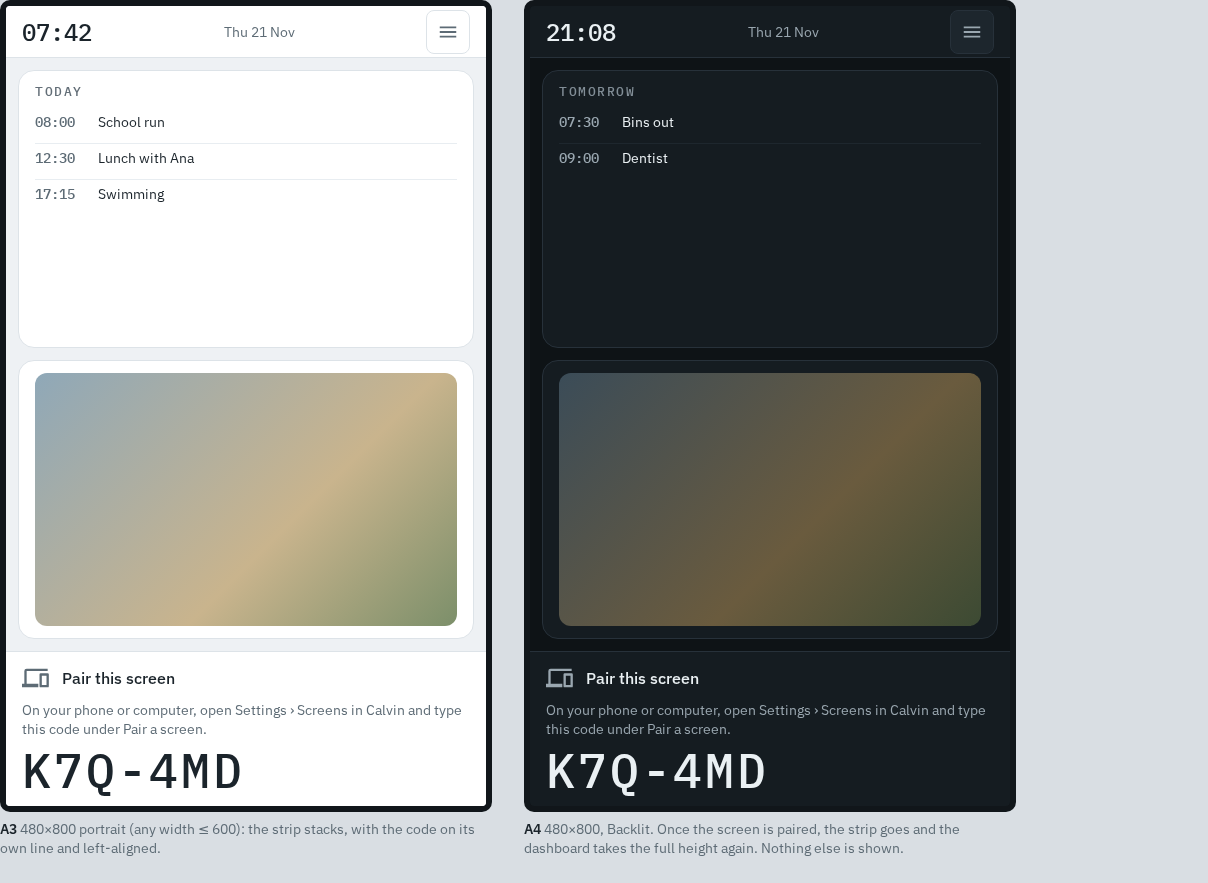 07:42
Thu 21 Nov
TODAY
08:00 School run
12:30 Lunch with Ana
17:15 Swimming
Pair this screen
On your phone or computer, open Settings › Screens in Calvin and type
this code under Pair a screen.
K7Q-4MD
A3 480×800 portrait (any width ≤ 600): the strip stacks, with the code on its
own line and left-aligned.
21:08
Thu 21 Nov
TOMORROW
07:30 Bins out
09:00 Dentist
Pair this screen
On your phone or computer, open Settings › Screens in Calvin and type
this code under Pair a screen.
K7Q-4MD
A4 480×800, Backlit. Once the screen is paired, the strip goes and the
dashboard takes the full height again. Nothing else is shown.